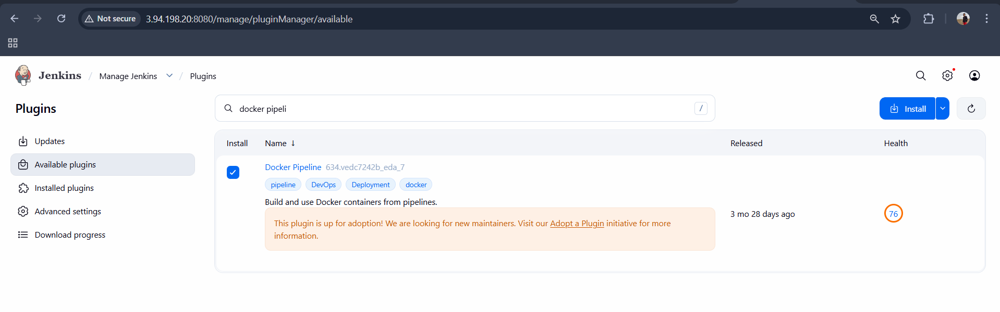 Not secure 3.94.198.20:8080/manage/pluginManager/available
Jenkins / Manage Jenkins / Plugins
Plugins
docker pipeli /
Install
Updates
Available plugins
Installed plugins
Advanced settings
Download progress
Install Name ↓ Released Health
Docker Pipeline 634.vedc7242b_eda_7
pipeline DevOps Deployment docker
Build and use Docker containers from pipelines.
This plugin is up for adoption! We are looking for new maintainers. Visit our Adopt a Plugin initiative for more
information.
3 mo 28 days ago
76